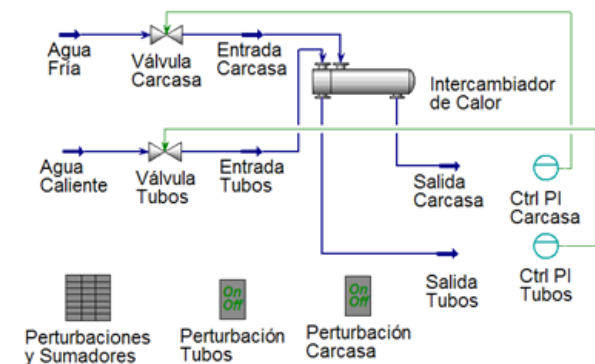 Agua
Fría
Válvula
Carcasa
Entrada
Carcasa
Intercambiador
de Calor
Agua
Caliente
Válvula
Tubos
Entrada
Tubos
Salida
Carcasa
Ctrl PI
Carcasa
Salida
Tubos
Ctrl PI
Tubos
Perturbaciones
y Sumadores
On
Off
Perturbación
Tubos
On
Off
Perturbación
Carcasa